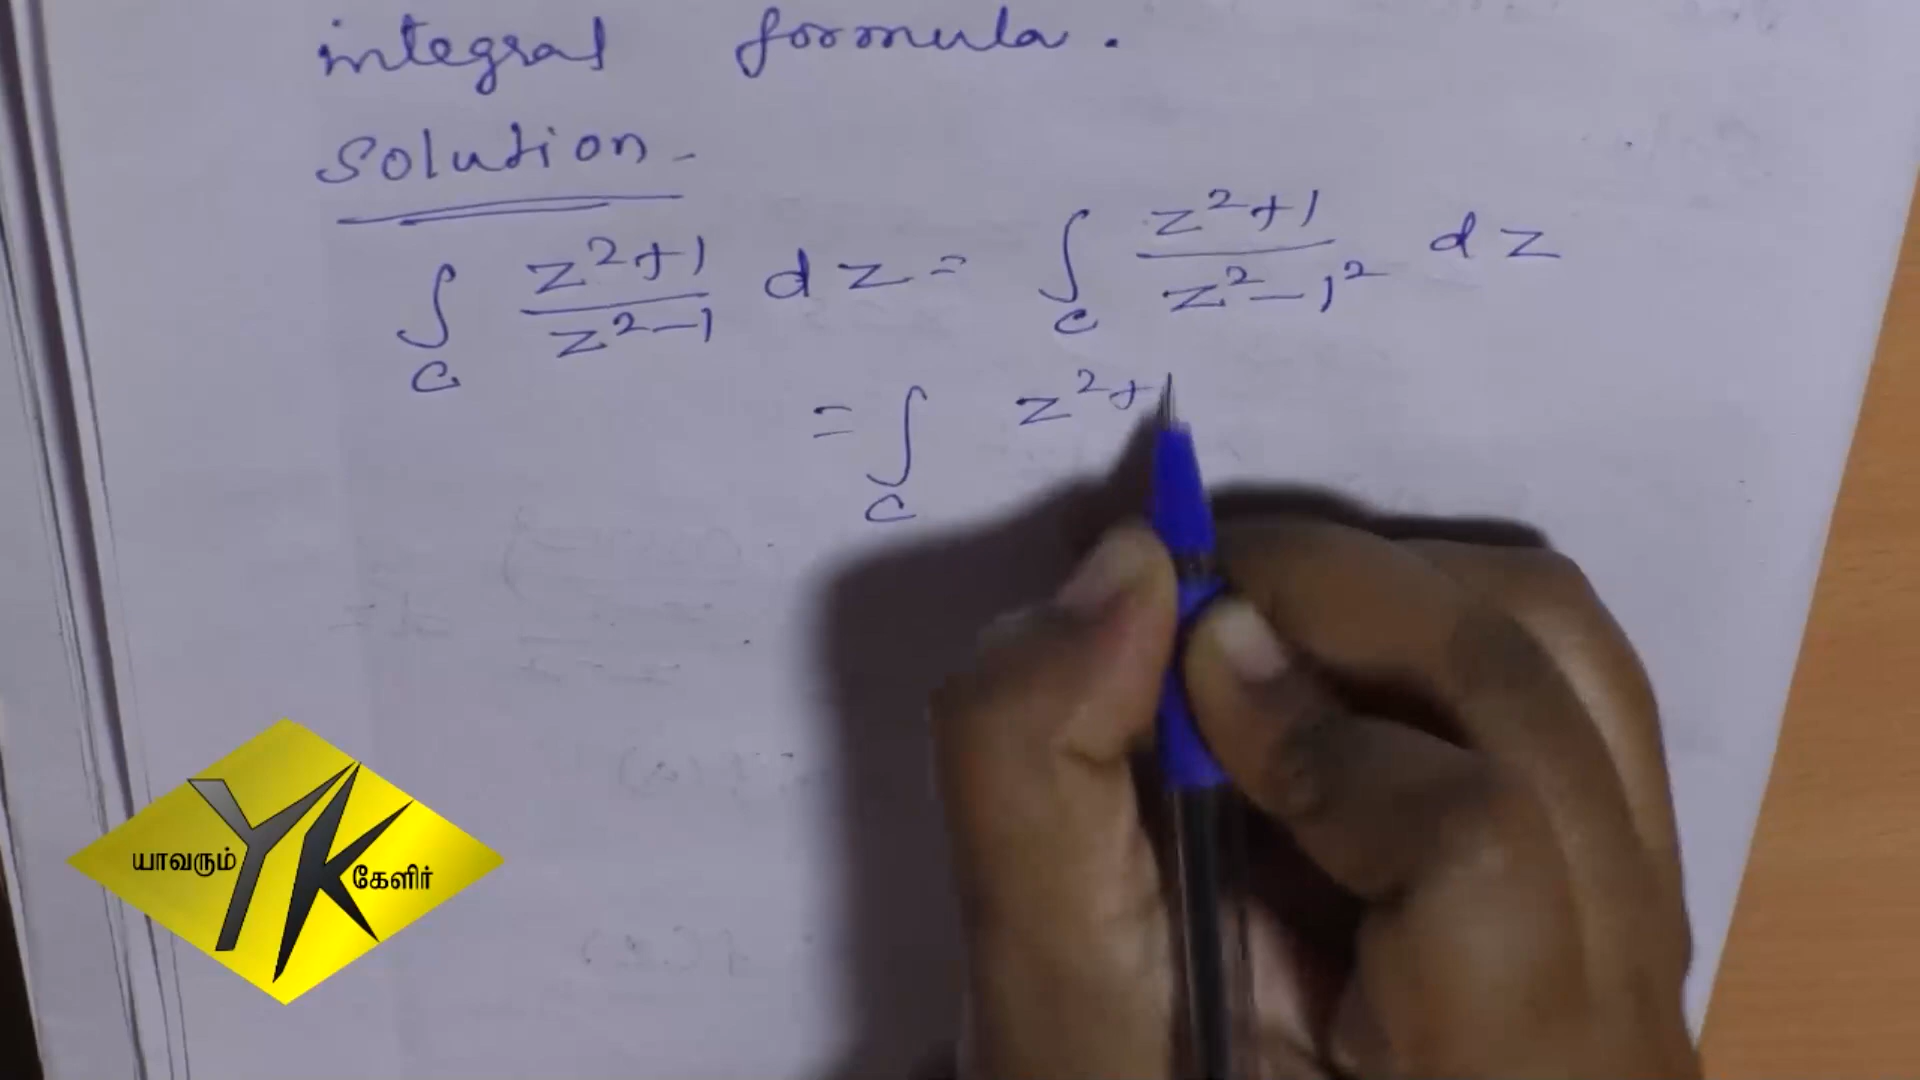 integral formula.
Solution-
∫_C (z²+1)/(z²-1) dz = ∫_C (z²+1)/(z²-1²) dz
= ∫_C z²+1
யாவரும் YK கேளிர்